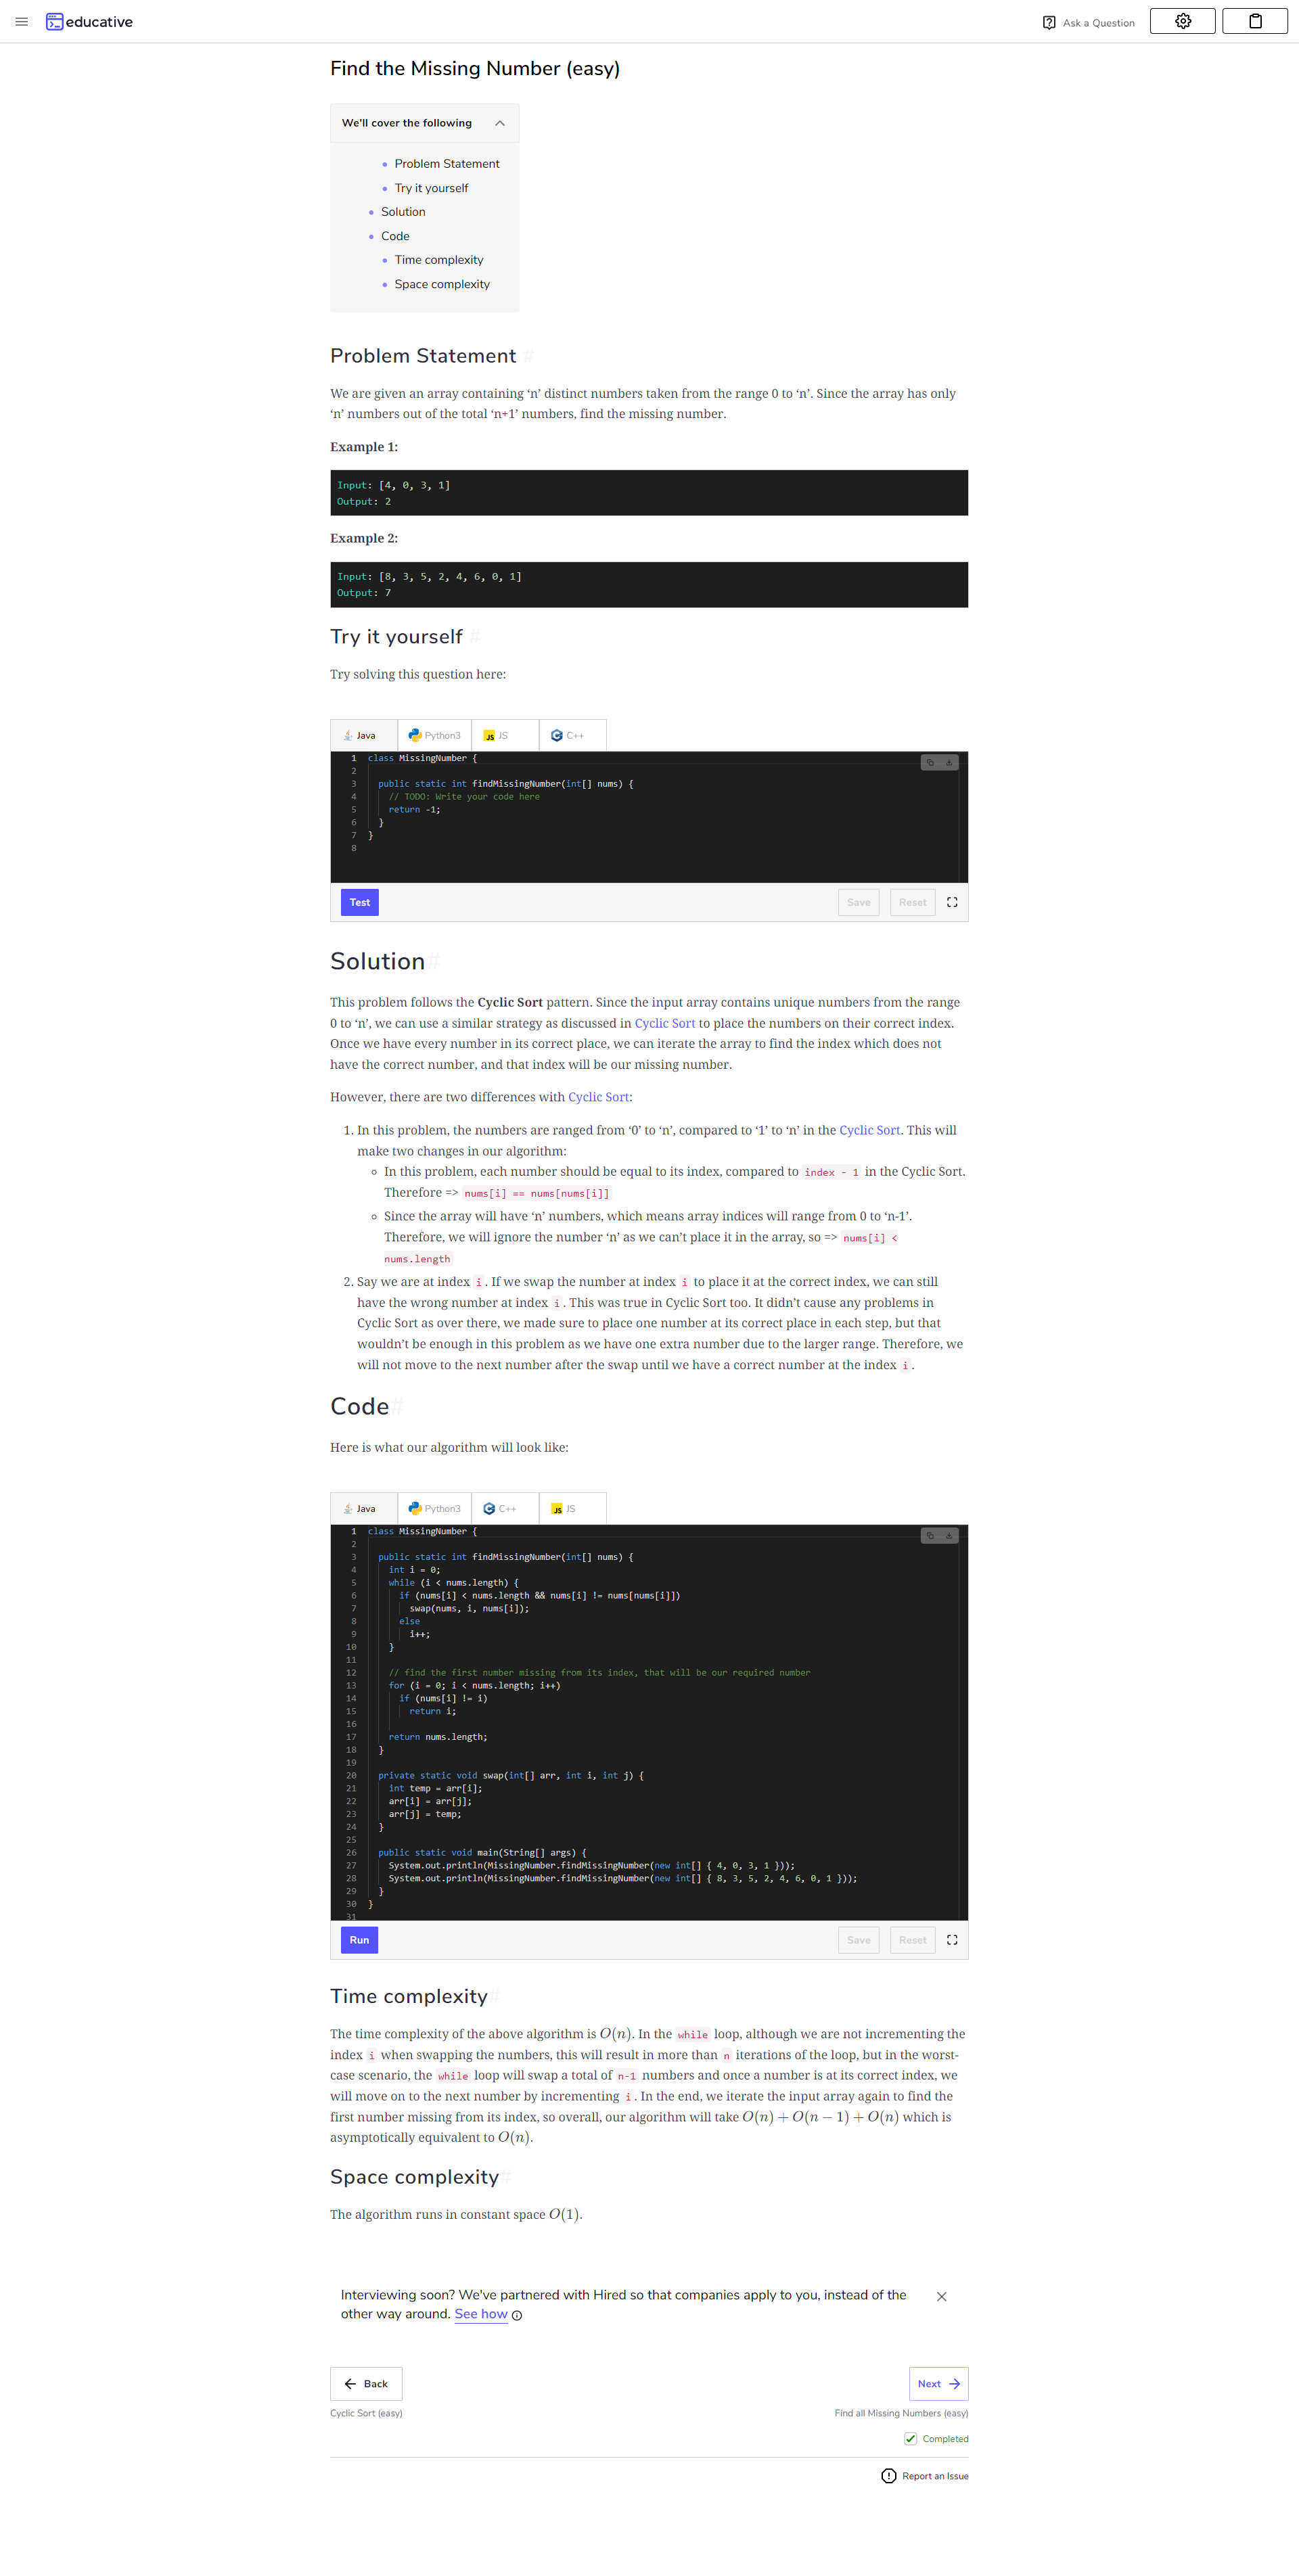 educative
Ask a Question
Find the Missing Number (easy)
We'll cover the following
Problem Statement
Try it yourself
Solution
Code
Time complexity
Space complexity
Problem Statement #
We are given an array containing ‘n’ distinct numbers taken from the range 0 to ‘n’. Since the array has only
‘n’ numbers out of the total ‘n+1’ numbers, find the missing number.
Example 1:
Input: [4, 0, 3, 1]
Output: 2
Example 2:
Input: [8, 3, 5, 2, 4, 6, 0, 1]
Output: 7
Try it yourself #
Try solving this question here:
Java Python3 JS C++
1 class MissingNumber {
2
3 public static int findMissingNumber(int[] nums) {
4 // TODO: Write your code here
5 return -1;
6 }
7 }
8
Test Save Reset
Solution#
This problem follows the Cyclic Sort pattern. Since the input array contains unique numbers from the range
0 to ‘n’, we can use a similar strategy as discussed in Cyclic Sort to place the numbers on their correct index.
Once we have every number in its correct place, we can iterate the array to find the index which does not
have the correct number, and that index will be our missing number.
However, there are two differences with Cyclic Sort:
1. In this problem, the numbers are ranged from ‘0’ to ‘n’, compared to ‘1’ to ‘n’ in the Cyclic Sort. This will
make two changes in our algorithm:
In this problem, each number should be equal to its index, compared to index - 1 in the Cyclic Sort.
Therefore => nums[i] == nums[nums[i]]
Since the array will have ‘n’ numbers, which means array indices will range from 0 to ‘n-1’.
Therefore, we will ignore the number ‘n’ as we can’t place it in the array, so => nums[i] <
nums.length
2. Say we are at index i. If we swap the number at index i to place it at the correct index, we can still
have the wrong number at index i. This was true in Cyclic Sort too. It didn’t cause any problems in
Cyclic Sort as over there, we made sure to place one number at its correct place in each step, but that
wouldn’t be enough in this problem as we have one extra number due to the larger range. Therefore, we
will not move to the next number after the swap until we have a correct number at the index i.
Code#
Here is what our algorithm will look like:
Java Python3 C++ JS
1 class MissingNumber {
2
3 public static int findMissingNumber(int[] nums) {
4 int i = 0;
5 while (i < nums.length) {
6 if (nums[i] < nums.length && nums[i] != nums[nums[i]])
7 swap(nums, i, nums[i]);
8 else
9 i++;
10 }
11
12 // find the first number missing from its index, that will be our required number
13 for (i = 0; i < nums.length; i++)
14 if (nums[i] != i)
15 return i;
16
17 return nums.length;
18 }
19
20 private static void swap(int[] arr, int i, int j) {
21 int temp = arr[i];
22 arr[i] = arr[j];
23 arr[j] = temp;
24 }
25
26 public static void main(String[] args) {
27 System.out.println(MissingNumber.findMissingNumber(new int[] { 4, 0, 3, 1 }));
28 System.out.println(MissingNumber.findMissingNumber(new int[] { 8, 3, 5, 2, 4, 6, 0, 1 }));
29 }
30 }
31
Run Save Reset
Time complexity#
The time complexity of the above algorithm is O(n). In the while loop, although we are not incrementing the
index i when swapping the numbers, this will result in more than n iterations of the loop, but in the worst-
case scenario, the while loop will swap a total of n-1 numbers and once a number is at its correct index, we
will move on to the next number by incrementing i. In the end, we iterate the input array again to find the
first number missing from its index, so overall, our algorithm will take O(n) + O(n − 1) + O(n) which is
asymptotically equivalent to O(n).
Space complexity#
The algorithm runs in constant space O(1).
Interviewing soon? We've partnered with Hired so that companies apply to you, instead of the
other way around. See how
Back Next
Cyclic Sort (easy) Find all Missing Numbers (easy)
Completed
Report an Issue